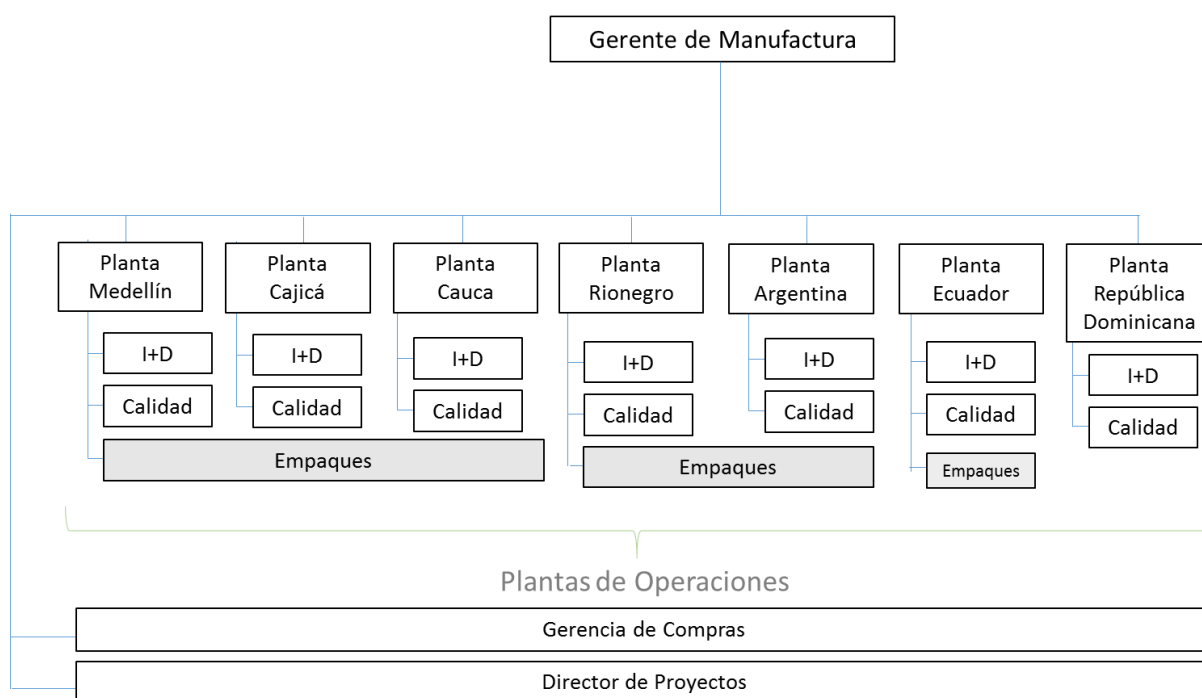 Gerente de Manufactura
Planta
Medellín
Planta
Cajicá
Planta
Cauca
Planta
Rionegro
Planta
Argentina
Planta
Ecuador
Planta
República
Dominicana
I+D
I+D
I+D
I+D
I+D
I+D
I+D
Calidad
Calidad
Calidad
Calidad
Calidad
Calidad
Calidad
Empaques
Empaques
Empaques
Plantas de Operaciones
Gerencia de Compras
Director de Proyectos